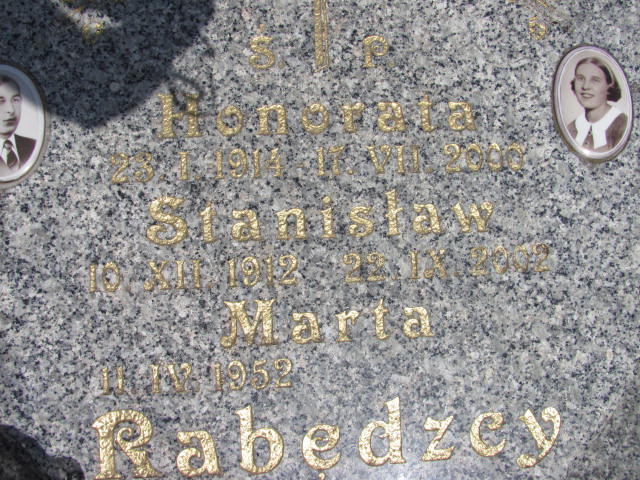 Ś. P
Honorata
23. I. 1914 17. VII. 2000
Stanisław
10. XII. 1912 22. IX. 2002
Marta
11. IV. 1952
Rabędzcy